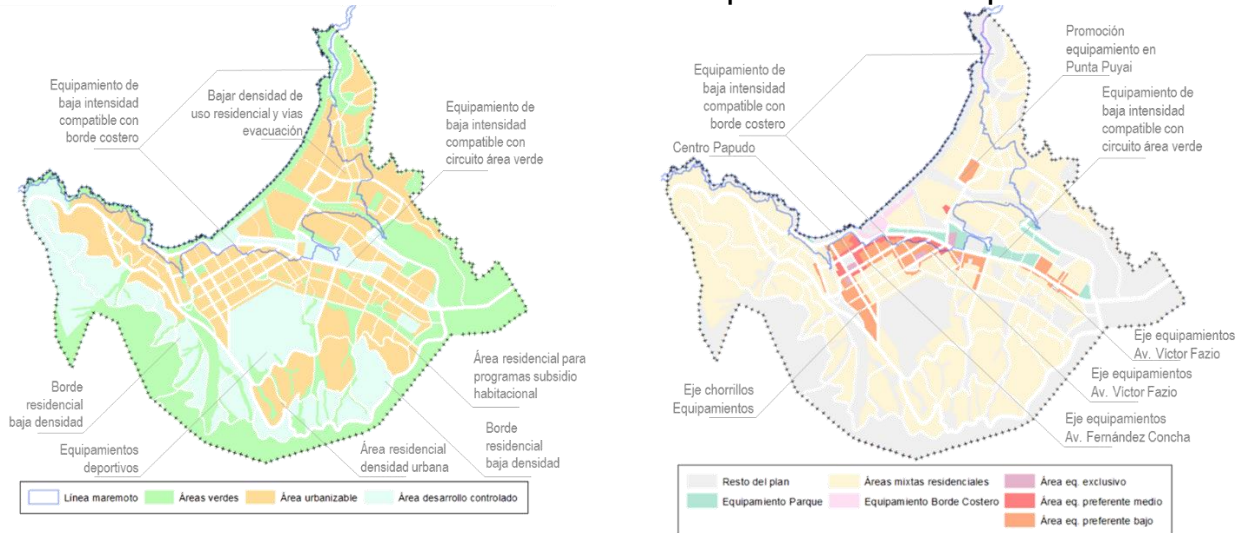 Equipamiento de
baja intensidad
compatible con
borde costero
Bajar densidad de
uso residencial y vias
evacuación
Equipamiento de
baja intensidad
compatible con
circuito área verde
Borde
residencial
baja densidad
Equipamientos
deportivos
Área residencial
densidad urbana
Área residencial para
programas subsidio
habitacional
Borde
residencial
baja densidad
Línea maremoto
Áreas verdes
Área urbanizable
Área desarrollo controlado
Equipamiento de
baja intensidad
compatible con
borde costero
Centro Papudo
Promoción
equipamiento en
Punta Puyai
Equipamiento de
baja intensidad
compatible con
circuito área verde
Eje chorrillos
Equipamientos
Eje equipamientos
Av. Victor Fazio
Eje equipamientos
Av. Victor Fazio
Eje equipamientos
Av. Fernández Concha
Resto del plan
Áreas mixtas residenciales
Área eq. exclusivo
Equipamiento Parque
Equipamiento Borde Costero
Área eq. preferente medio
Área eq. preferente bajo